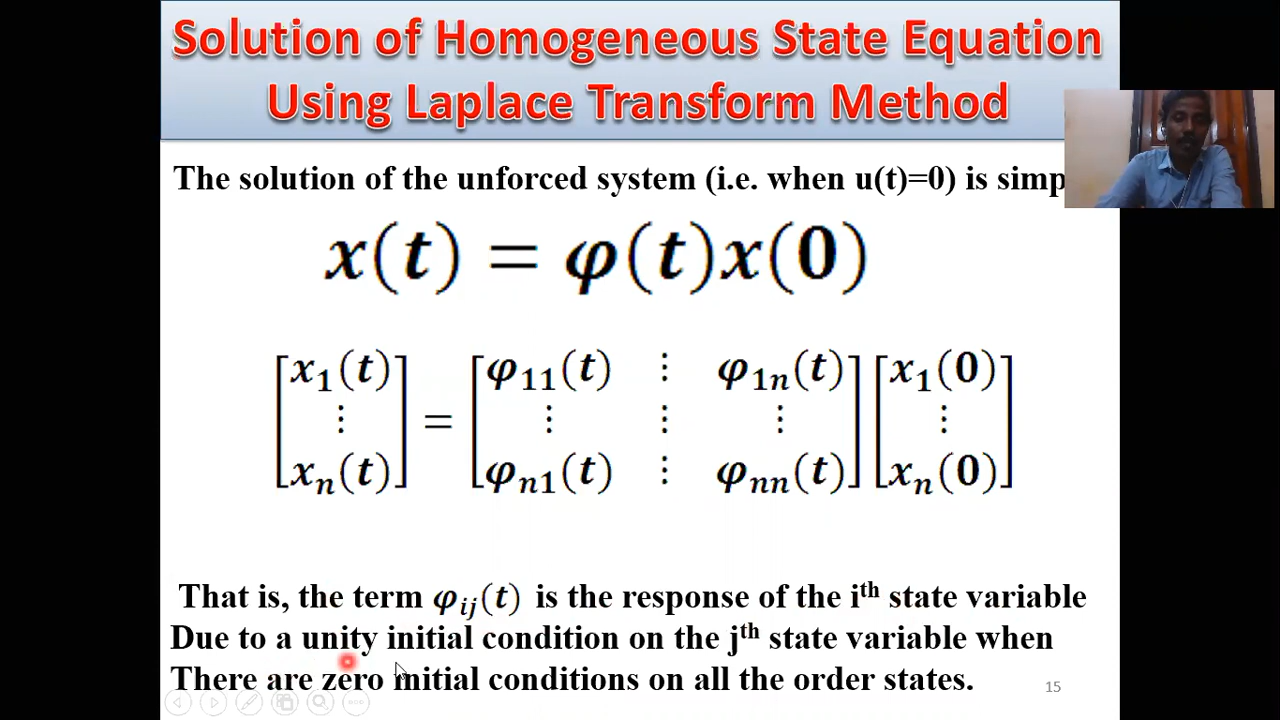 Solution of Homogeneous State Equation
Using Laplace Transform Method
The solution of the unforced system (i.e. when u(t)=0) is simp
x(t) = φ(t)x(0)
[x₁(t) ⋮ xₙ(t)] = [φ₁₁(t) ⋮ φ₁ₙ(t) ⋮ ⋮ ⋮ φₙ₁(t) ⋮ φₙₙ(t)] [x₁(0) ⋮ xₙ(0)]
That is, the term φᵢⱼ(t) is the response of the iᵗʰ state variable
Due to a unity initial condition on the jᵗʰ state variable when
There are zero initial conditions on all the order states.
15